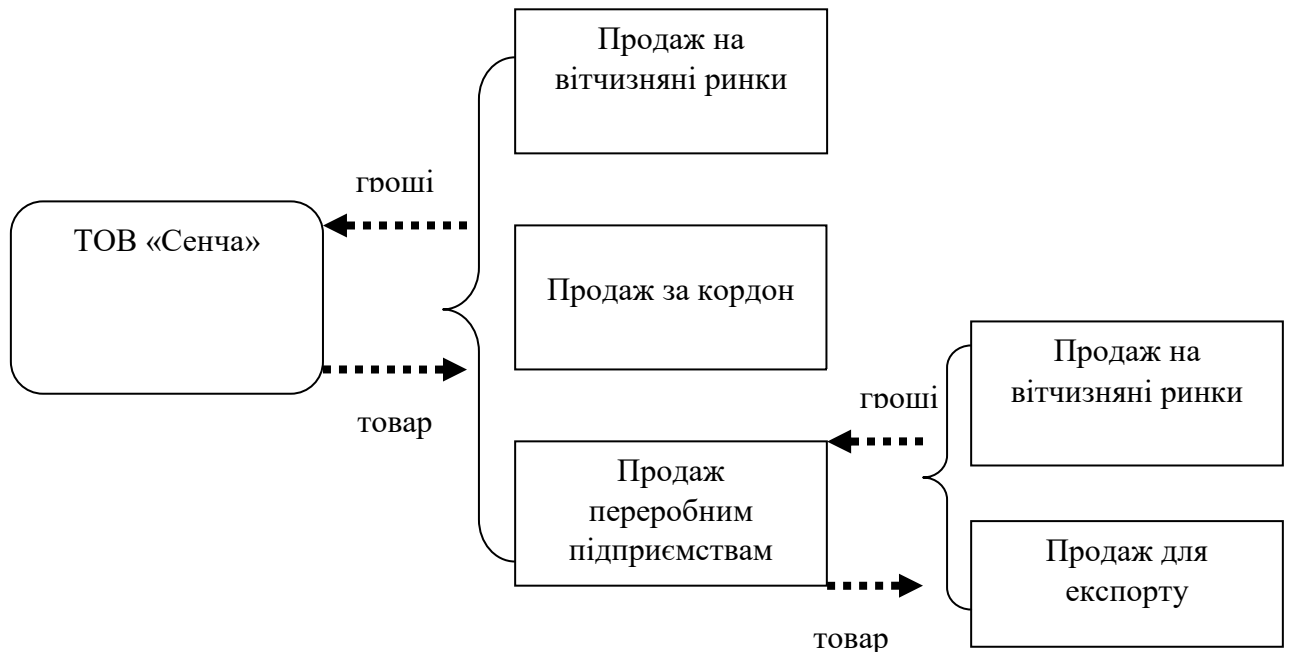 Продаж на
вітчизняні ринки
гроші
ТОВ «Сенча»
Продаж за кордон
товар
Продаж на
вітчизняні ринки
гроші
Продаж
переробним
підприємствам
Продаж для
експорту
товар